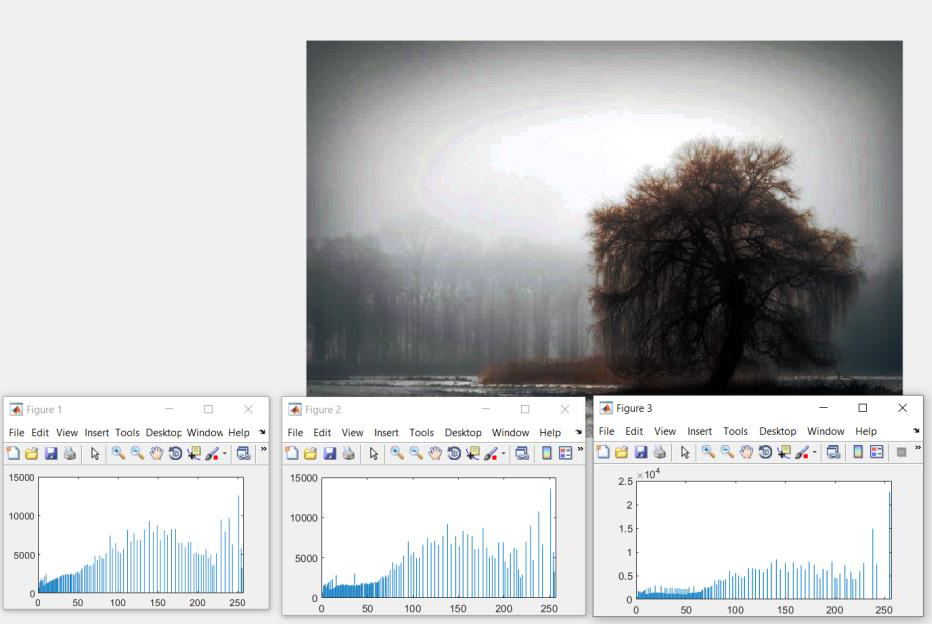 Figure 1
File Edit View Insert Tools Desktop Window Help
15000
10000
5000
0
0 50 100 150 200 250
Figure 2
File Edit View Insert Tools Desktop Window Help
15000
10000
5000
0
0 50 100 150 200 250
Figure 3
File Edit View Insert Tools Desktop Window Help
×10⁴
2.5
2
1.5
1
0.5
0
0 50 100 150 200 250